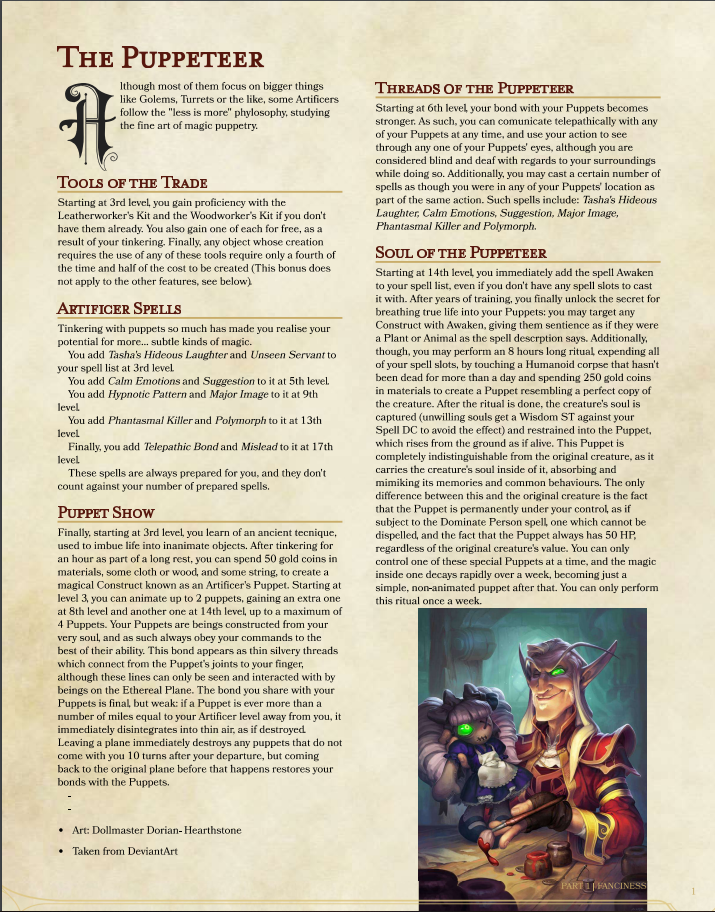 The Puppeteer
Although most of them focus on bigger things
like Golems, Turrets or the like, some Artificers
follow the "less is more" phylosophy, studying
the fine art of magic puppetry.
Tools of the Trade
Starting at 3rd level, you gain proficiency with the
Leatherworker's Kit and the Woodworker's Kit if you don't
have them already. You also gain one of each for free, as a
result of your tinkering. Finally, any object whose creation
requires the use of any of these tools require only a fourth of
the time and half of the cost to be created (This bonus does
not apply to the other features, see below).
Artificer Spells
Tinkering with puppets so much has made you realise your
potential for more... subtle kinds of magic.
You add Tasha's Hideous Laughter and Unseen Servant to
your spell list at 3rd level.
You add Calm Emotions and Suggestion to it at 5th level.
You add Hypnotic Pattern and Major Image to it at 9th
level.
You add Phantasmal Killer and Polymorph to it at 13th
level.
Finally, you add Telepathic Bond and Mislead to it at 17th
level.
These spells are always prepared for you, and they don't
count against your number of prepared spells.
Puppet Show
Finally, starting at 3rd level, you learn of an ancient tecnique,
used to imbue life into inanimate objects. After tinkering for
an hour as part of a long rest, you can spend 50 gold coins in
materials, some cloth or wood, and some string, to create a
magical Construct known as an Artificer's Puppet. Starting at
level 3, you can animate up to 2 puppets, gaining an extra one
at 8th level and another one at 14th level, up to a maximum of
4 Puppets. Your Puppets are beings constructed from your
very soul, and as such always obey your commands to the
best of their ability. This bond appears as thin silvery threads
which connect from the Puppet's joints to your finger,
although these lines can only be seen and interacted with by
beings on the Ethereal Plane. The bond you share with your
Puppets is final, but weak: if a Puppet is ever more than a
number of miles equal to your Artificer level away from you, it
immediately disintegrates into thin air, as if destroyed.
Leaving a plane immediately destroys any puppets that do not
come with you 10 turns after your departure, but coming
back to the original plane before that happens restores your
bonds with the Puppets.
-
-
• Art: Dollmaster Dorian- Hearthstone
• Taken from DeviantArt
Threads of the Puppeteer
Starting at 6th level, your bond with your Puppets becomes
stronger. As such, you can comunicate telepathically with any
of your Puppets at any time, and use your action to see
through any one of your Puppets' eyes, although you are
considered blind and deaf with regards to your surroundings
while doing so. Additionally, you may cast a certain number of
spells as though you were in any of your Puppets' location as
part of the same action. Such spells include: Tasha's Hideous
Laughter, Calm Emotions, Suggestion, Major Image,
Phantasmal Killer and Polymorph.
Soul of the Puppeteer
Starting at 14th level, you immediately add the spell Awaken
to your spell list, even if you don't have any spell slots to cast
it with. After years of training, you finally unlock the secret for
breathing true life into your Puppets: you may target any
Construct with Awaken, giving them sentience as if they were
a Plant or Animal as the spell descrption says. Additionally,
though, you may perform an 8 hours long ritual, expending all
of your spell slots, by touching a Humanoid corpse that hasn't
been dead for more than a day and spending 250 gold coins
in materials to create a Puppet resembling a perfect copy of
the creature. After the ritual is done, the creature's soul is
captured (unwilling souls get a Wisdom ST against your
Spell DC to avoid the effect) and restrained into the Puppet,
which rises from the ground as if alive. This Puppet is
completely indistinguishable from the original creature, as it
carries the creature's soul inside of it, absorbing and
mimiking its memories and common behaviours. The only
difference between this and the original creature is the fact
that the Puppet is permanently under your control, as if
subject to the Dominate Person spell, one which cannot be
dispelled, and the fact that the Puppet always has 50 HP,
regardless of the original creature's value. You can only
control one of these special Puppets at a time, and the magic
inside one decays rapidly over a week, becoming just a
simple, non-animated puppet after that. You can only perform
this ritual once a week.
PART 1 | FANCINESS
1